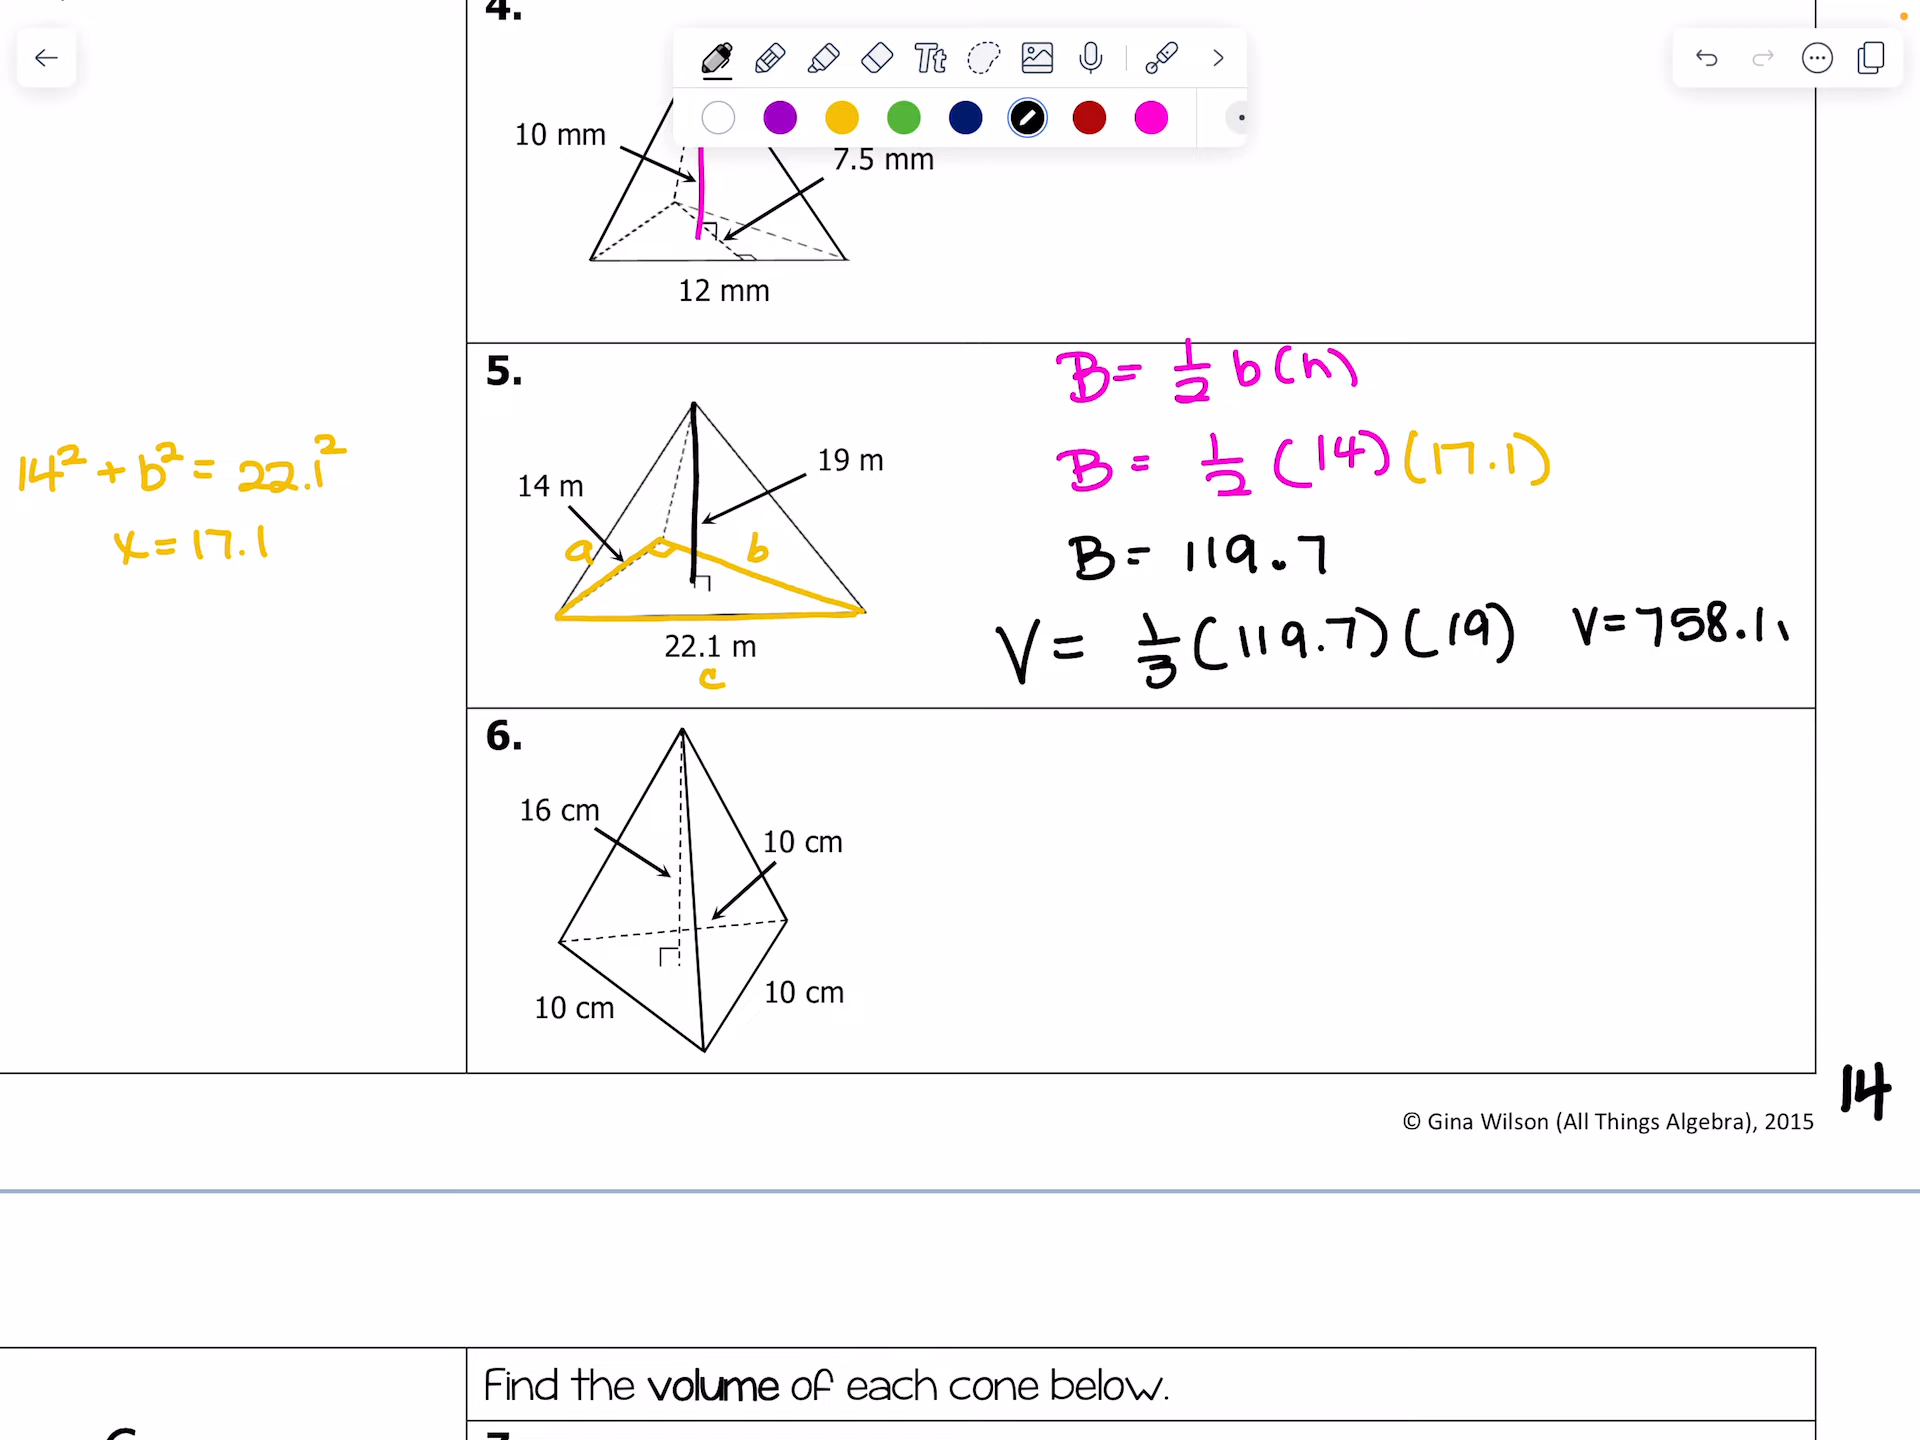 4.
Tt
10 mm
7.5 mm
12 mm
5.
B = 1/2 b(h)
14² + b² = 22.1²
x = 17.1
14 m
19 m
a
b
22.1 m
c
B = 1/2 (14)(17.1)
B = 119.7
V = 1/3 (119.7)(19) V = 758.1
6.
16 cm
10 cm
10 cm
10 cm
14
© Gina Wilson (All Things Algebra), 2015
Find the volume of each cone below.